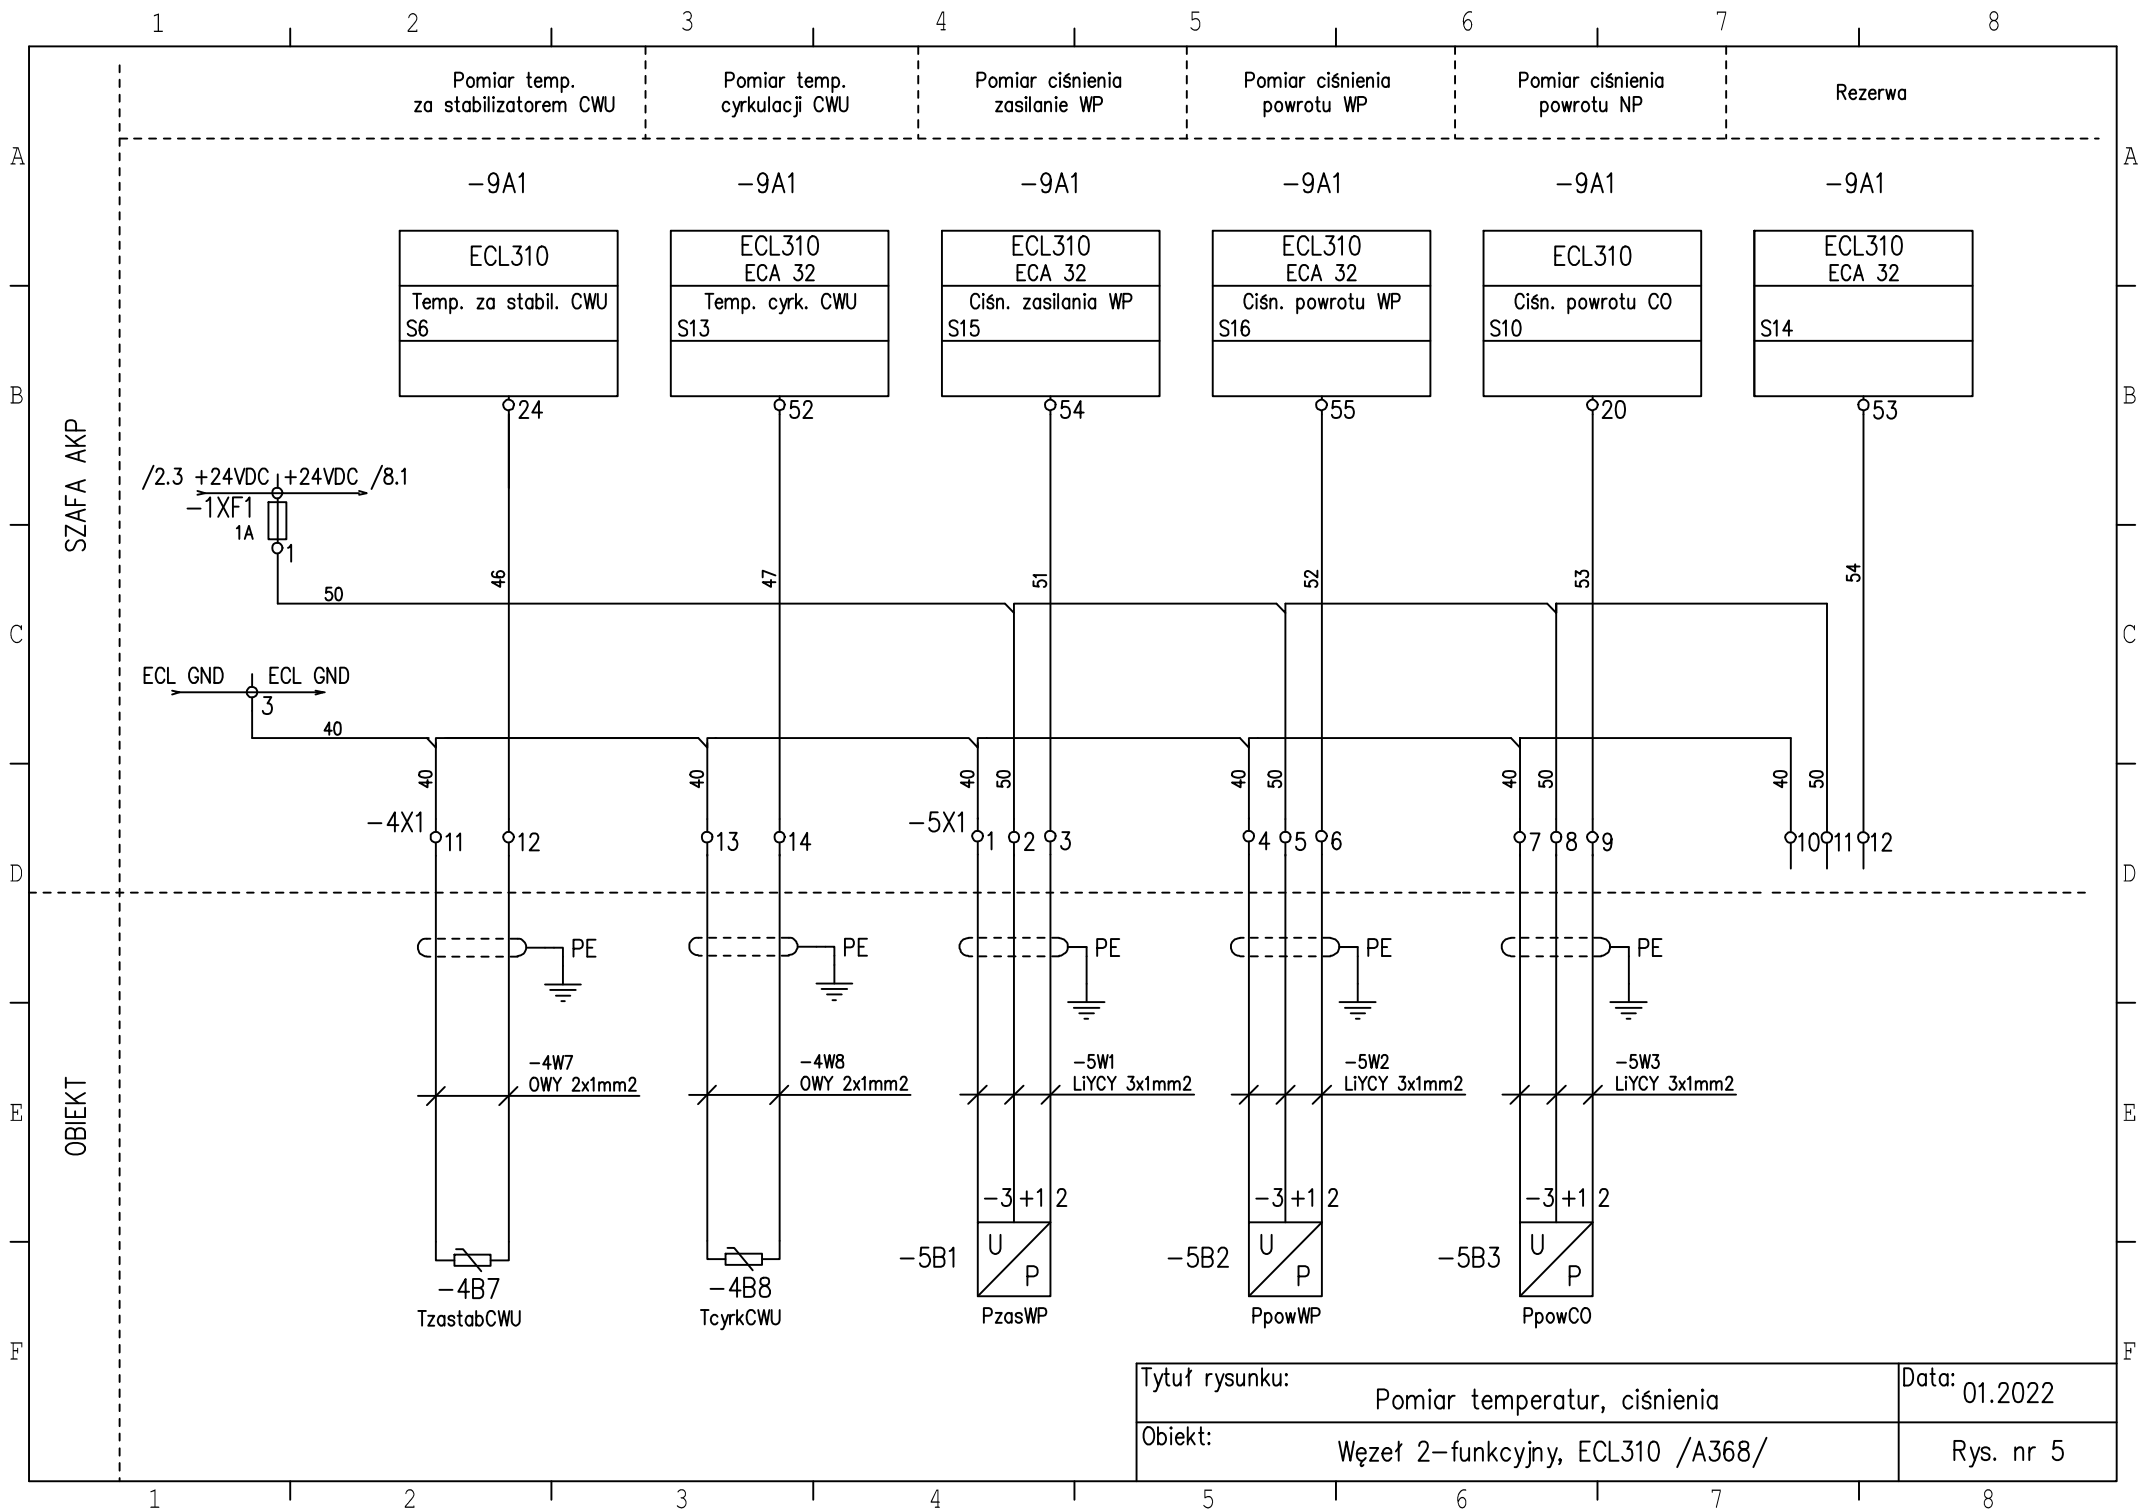 1 2 3 4 5 6 7 8
Pomiar temp.
za stabilizatorem CWU
Pomiar temp.
cyrkulacji CWU
Pomiar ciśnienia
zasilanie WP
Pomiar ciśnienia
powrotu WP
Pomiar ciśnienia
powrotu NP
Rezerwa
A A
-9A1 -9A1 -9A1 -9A1 -9A1 -9A1
ECL310
Temp. za stabil. CWU
S6
24
ECL310
ECA 32
Temp. cyrk. CWU
S13
52
ECL310
ECA 32
Ciśn. zasilania WP
S15
54
ECL310
ECA 32
Ciśn. powrotu WP
S16
55
ECL310
Ciśn. powrotu CO
S10
20
ECL310
ECA 32
S14
53
B B
SZAFA AKP
/2.3 +24VDC +24VDC /8.1
-1XF1
1A
1
46 47 51 52 53 54
50
C C
ECL GND ECL GND
3
40
40 40 40 50 40 50 40 50 40 50
-4X1 11 12 13 14 -5X1 1 2 3 4 5 6 7 8 9 10 11 12
D D
PE PE PE PE PE
OBIEKT
-4W7
OWY 2x1mm2
-4W8
OWY 2x1mm2
-5W1
LiYCY 3x1mm2
-5W2
LiYCY 3x1mm2
-5W3
LiYCY 3x1mm2
E E
-3 +1 2 -3 +1 2 -3 +1 2
-4B7
TzastabCWU
-4B8
TcyrkCWU
-5B1
U
P
PzasWP
-5B2
U
P
PpowWP
-5B3
U
P
PpowCO
F F
Tytuł rysunku:
Pomiar temperatur, ciśnienia
Data: 01.2022
Obiekt:
Węzeł 2-funkcyjny, ECL310 /A368/
Rys. nr 5
1 2 3 4 5 6 7 8